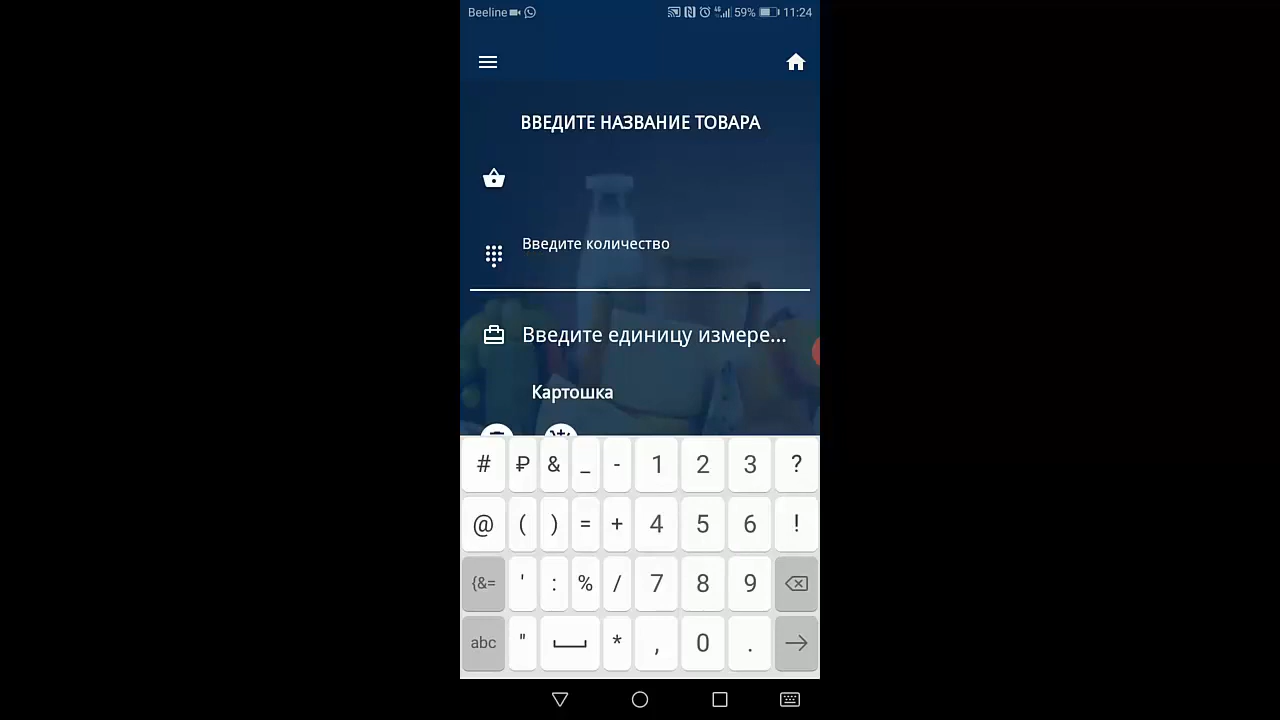 Beeline 59% 11:24
ВВЕДИТЕ НАЗВАНИЕ ТОВАРА
Введите количество
Введите единицу измере...
Картошка
# ₽ & _ - 1 2 3 ?
@ ( ) = + 4 5 6 !
{&= ' : % / 7 8 9
abc " * , 0 .